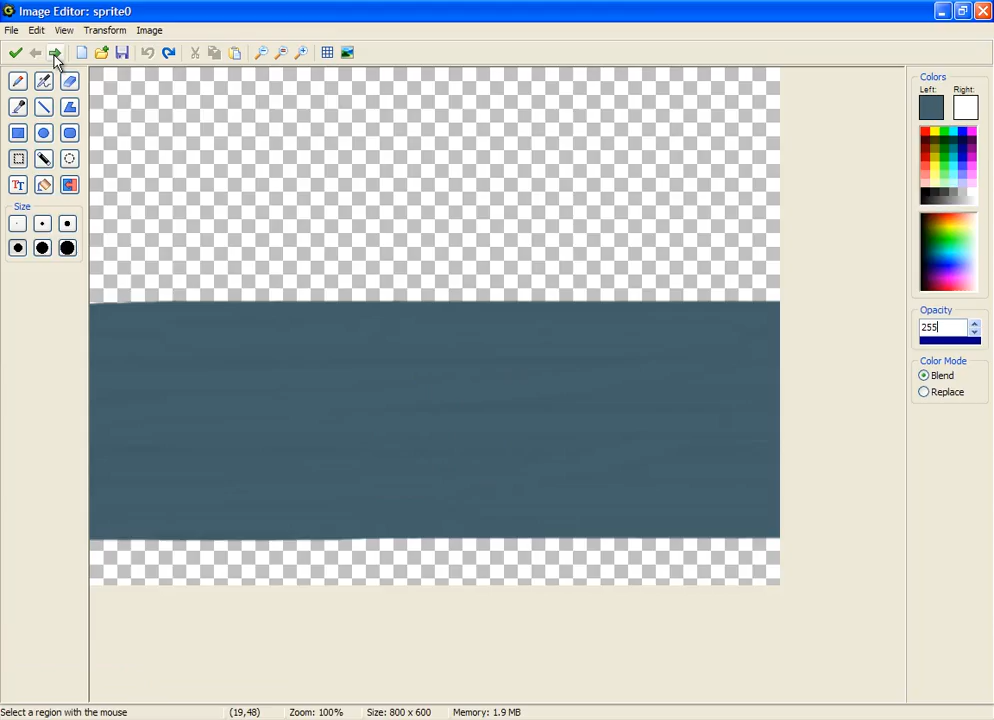 Image Editor: sprite0
File Edit View Transform Image
Colors
Left: Right:
TT
Size
Opacity
255
Color Mode
Blend
Replace
Select a region with the mouse (19,48) Zoom: 100% Size: 800 x 600 Memory: 1.9 MB